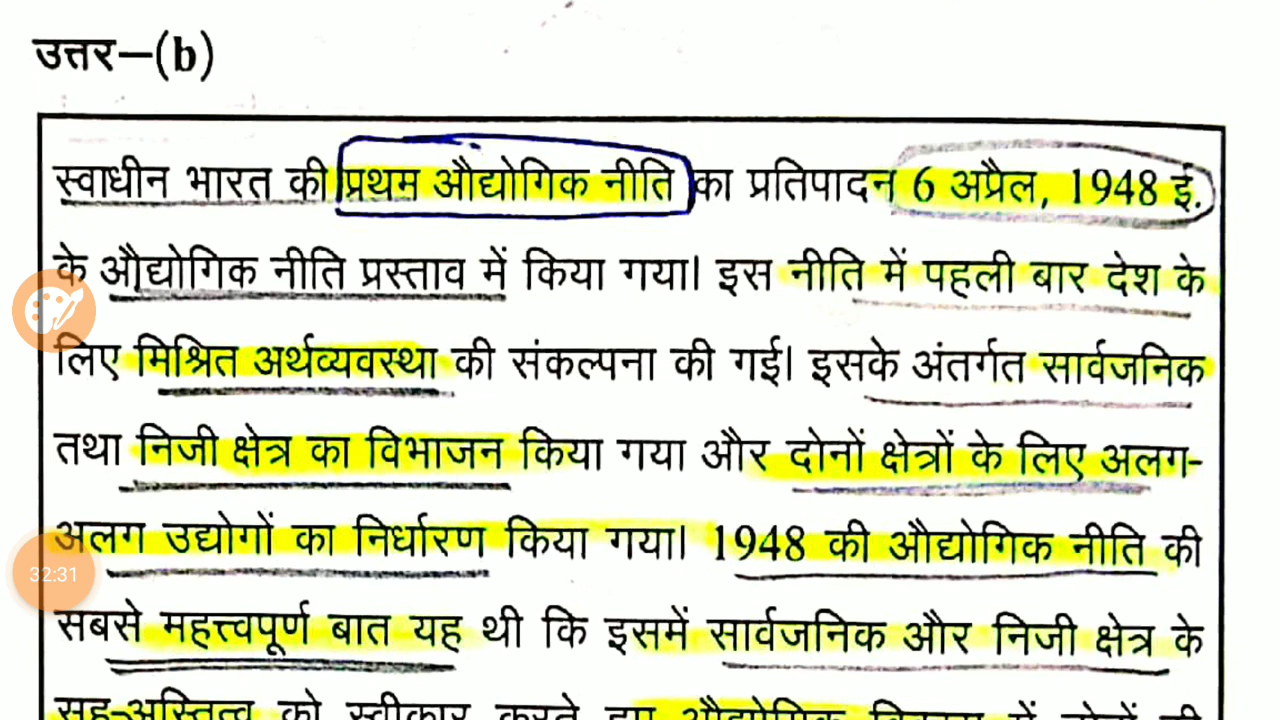 उत्तर–(b)
स्वाधीन भारत की प्रथम औद्योगिक नीति का प्रतिपादन 6 अप्रैल, 1948 ई.
के औद्योगिक नीति प्रस्ताव में किया गया। इस नीति में पहली बार देश के
लिए मिश्रित अर्थव्यवस्था की संकल्पना की गई। इसके अंतर्गत सार्वजनिक
तथा निजी क्षेत्र का विभाजन किया गया और दोनों क्षेत्रों के लिए अलग-
अलग उद्योगों का निर्धारण किया गया। 1948 की औद्योगिक नीति की
32:31
सबसे महत्त्वपूर्ण बात यह थी कि इसमें सार्वजनिक और निजी क्षेत्र के
सह-अस्तित्व को स्वीकार करते हुए औद्योगिक